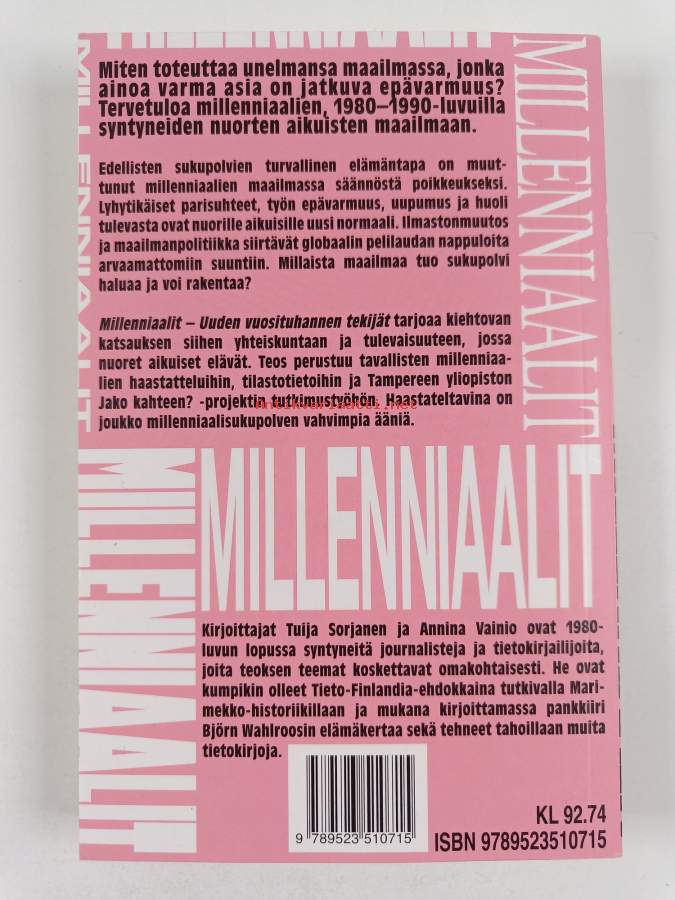 MILLENNIAALIT
MILLENNIAALIT
MILLENNIAALIT
Miten toteuttaa unelmansa maailmassa, jonka
ainoa varma asia on jatkuva epävarmuus?
Tervetuloa millenniaalien, 1980–1990-luvuilla
syntyneiden nuorten aikuisten maailmaan.
Edellisten sukupolvien turvallinen elämäntapa on muut-
tunut millenniaalien maailmassa säännöstä poikkeukseksi.
Lyhytikäiset parisuhteet, työn epävarmuus, uupumus ja huoli
tulevasta ovat nuorille aikuisille uusi normaali. Ilmastonmuutos
ja maailmanpolitiikka siirtävät globaalin pelilaudan nappuloita
arvaamattomiin suuntiin. Millaista maailmaa tuo sukupolvi
haluaa ja voi rakentaa?
Millenniaalit – Uuden vuosituhannen tekijät tarjoaa kiehtovan
katsauksen siihen yhteiskuntaan ja tulevaisuuteen, jossa
nuoret aikuiset elävät. Teos perustuu tavallisten millenniaa-
lien haastatteluihin, tilastotietoihin ja Tampereen yliopiston
Jako kahteen? -projektin tutkimustyöhön. Haastateltavina on
joukko millenniaalisukupolven vahvimpia ääniä.
Antikvariaatti.net
MILLENNIAALIT
MILLENNIAALIT
Kirjoittajat Tuija Sorjanen ja Annina Vainio ovat 1980-
luvun lopussa syntyneitä journalisteja ja tietokirjailijoita,
joita teoksen teemat koskettavat omakohtaisesti. He ovat
kumpikin olleet Tieto-Finlandia-ehdokkaina tutkivalla Mari-
mekko-historiikillaan ja mukana kirjoittamassa pankkiiri
Björn Wahlroosin elämäkertaa sekä tehneet tahoillaan muita
tietokirjoja.
9 789523 510715
KL 92.74
ISBN 9789523510715